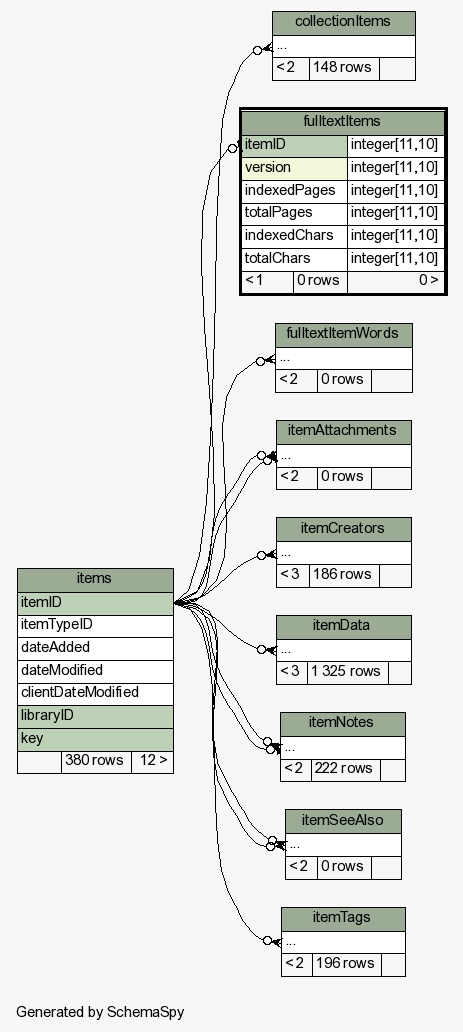 collectionItems
...
< 2 148 rows
fulltextItems
itemID integer[11,10]
version integer[11,10]
indexedPages integer[11,10]
totalPages integer[11,10]
indexedChars integer[11,10]
totalChars integer[11,10]
< 1 0 rows 0 >
fulltextItemWords
...
< 2 0 rows
itemAttachments
...
< 2 0 rows
itemCreators
...
< 3 186 rows
items
itemID
itemTypeID
dateAdded
dateModified
clientDateModified
libraryID
key
380 rows 12 >
itemData
...
< 3 1 325 rows
itemNotes
...
< 2 222 rows
itemSeeAlso
...
< 2 0 rows
itemTags
...
< 2 196 rows
Generated by SchemaSpy